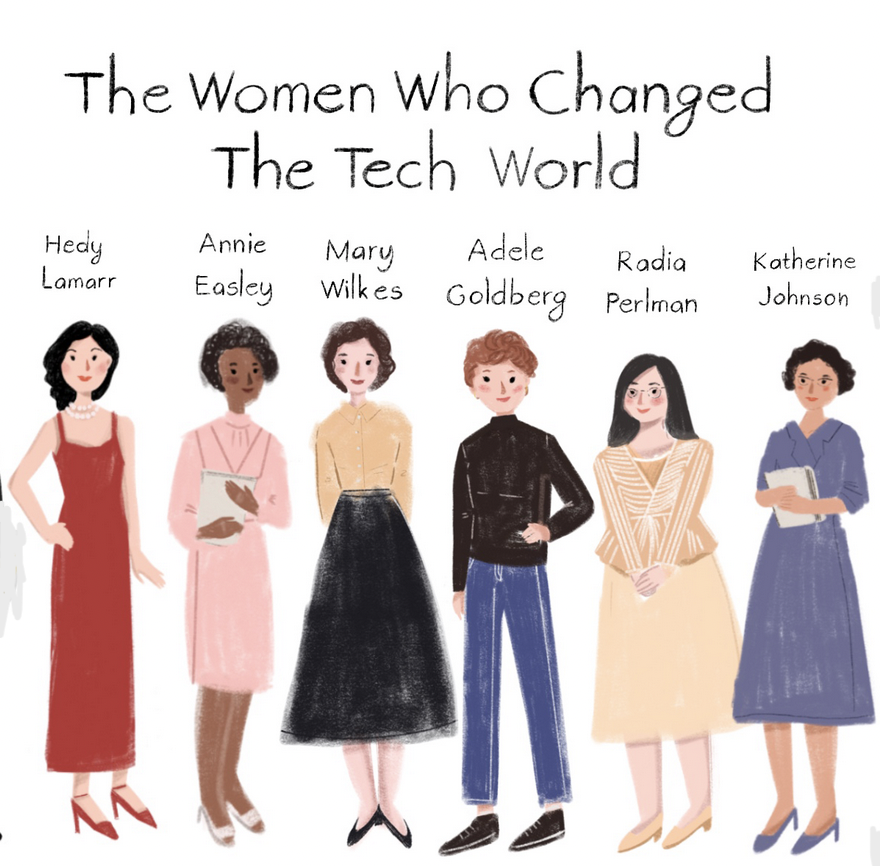 The Women Who Changed
The Tech World
Hedy
Lamarr
Annie
Easley
Mary
Wilkes
Adele
Goldberg
Radia
Perlman
Katherine
Johnson